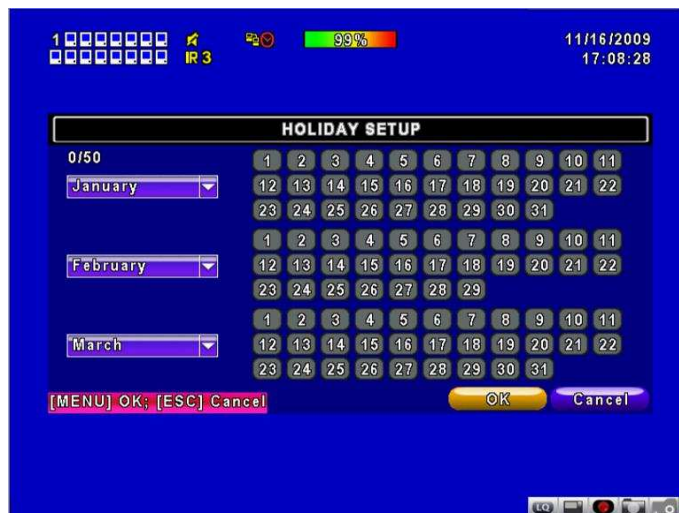 1 99% 11/16/2009
IR 3 17:08:28
HOLIDAY SETUP
0/50
1 2 3 4 5 6 7 8 9 10 11
January 12 13 14 15 16 17 18 19 20 21 22
23 24 25 26 27 28 29 30 31
1 2 3 4 5 6 7 8 9 10 11
February 12 13 14 15 16 17 18 19 20 21 22
23 24 25 26 27 28 29
1 2 3 4 5 6 7 8 9 10 11
March 12 13 14 15 16 17 18 19 20 21 22
23 24 25 26 27 28 29 30 31
[MENU] OK; [ESC] Cancel OK Cancel
LQ